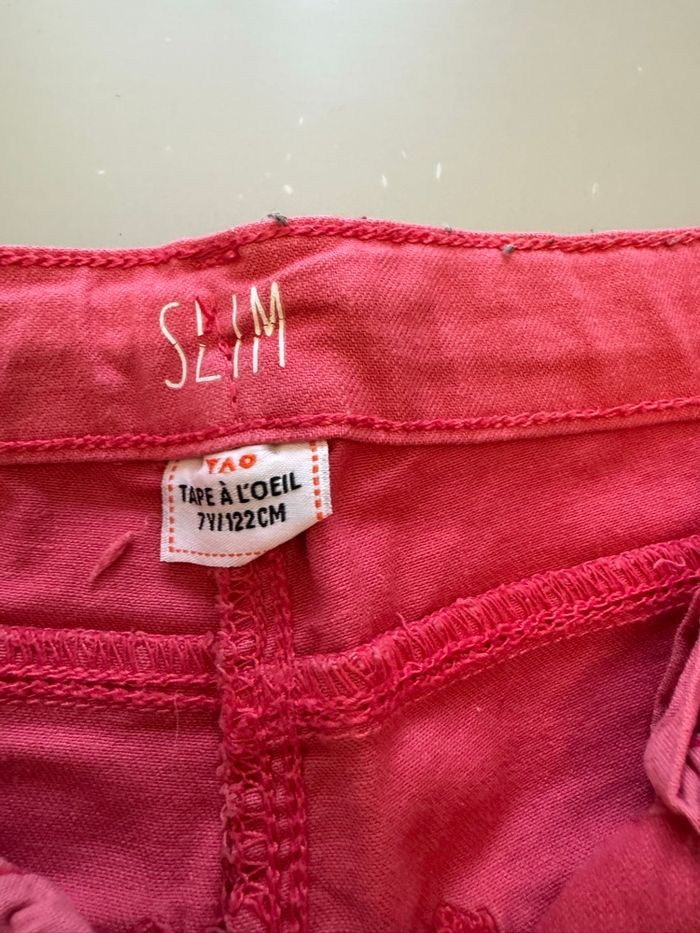 SLIM
TAO
TAPE À L'OEIL
7Y/122CM